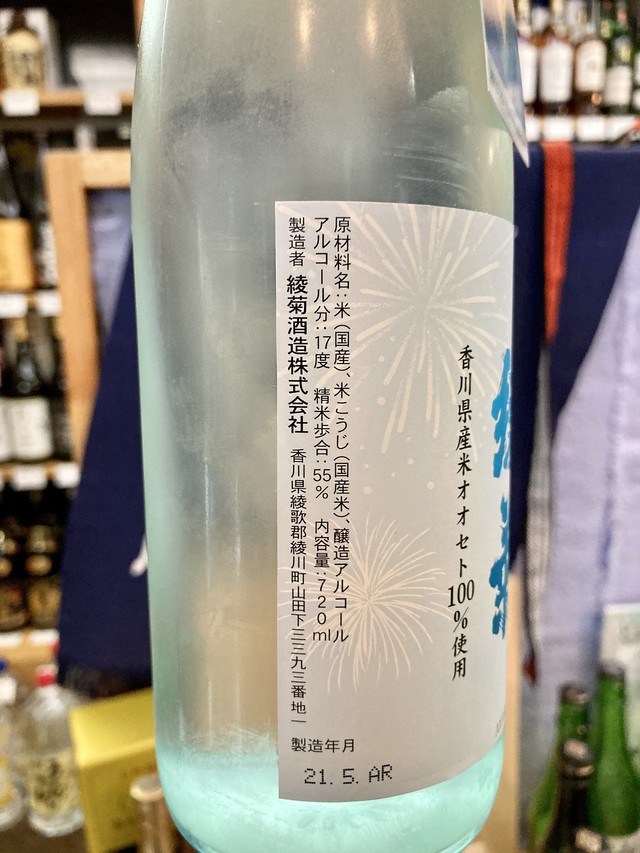 原材料名:米(国産)、米こうじ(国産米)、醸造アルコール
アルコール分:17度 精米歩合:55% 内容量:720ml
製造者 綾菊酒造株式会社 香川県綾歌郡綾川町山田下三三九三番地一
製造年月
21.5.AR
香川県産米オオセト100%使用